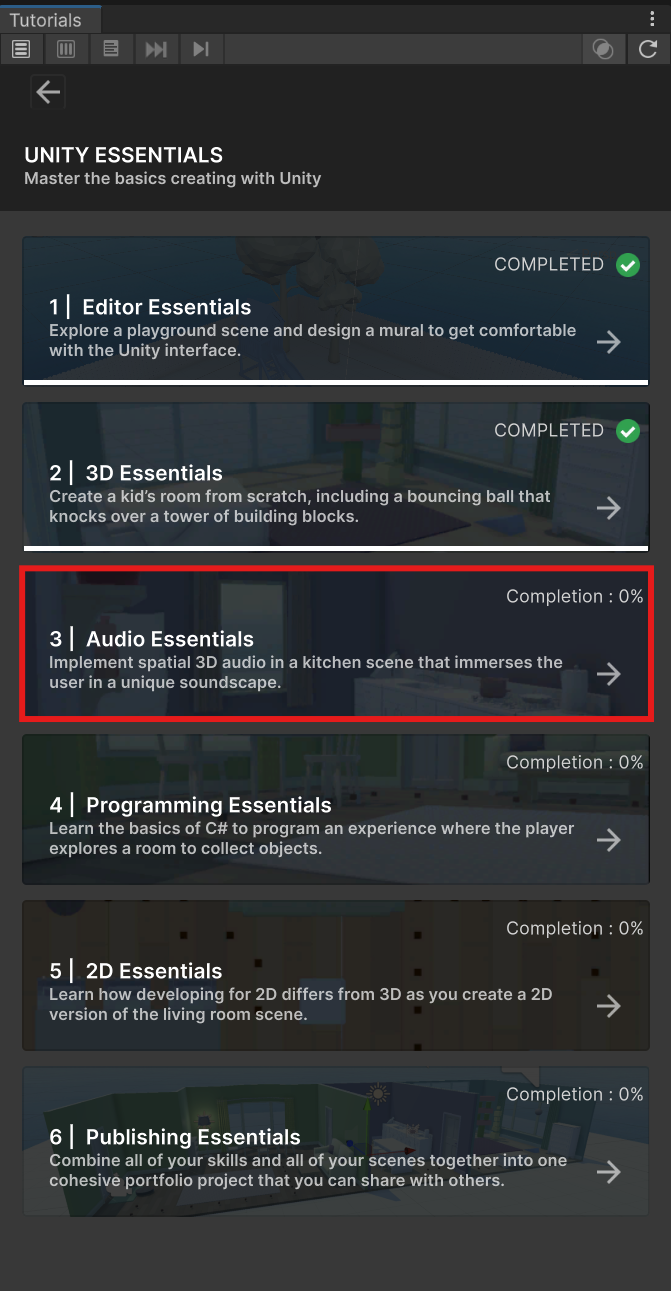 Tutorials
UNITY ESSENTIALS
Master the basics creating with Unity
COMPLETED
1 | Editor Essentials
Explore a playground scene and design a mural to get comfortable
with the Unity interface.
COMPLETED
2 | 3D Essentials
Create a kid’s room from scratch, including a bouncing ball that
knocks over a tower of building blocks.
Completion : 0%
3 | Audio Essentials
Implement spatial 3D audio in a kitchen scene that immerses the
user in a unique soundscape.
Completion : 0%
4 | Programming Essentials
Learn the basics of C# to program an experience where the player
explores a room to collect objects.
Completion : 0%
5 | 2D Essentials
Learn how developing for 2D differs from 3D as you create a 2D
version of the living room scene.
Completion : 0%
6 | Publishing Essentials
Combine all of your skills and all of your scenes together into one
cohesive portfolio project that you can share with others.